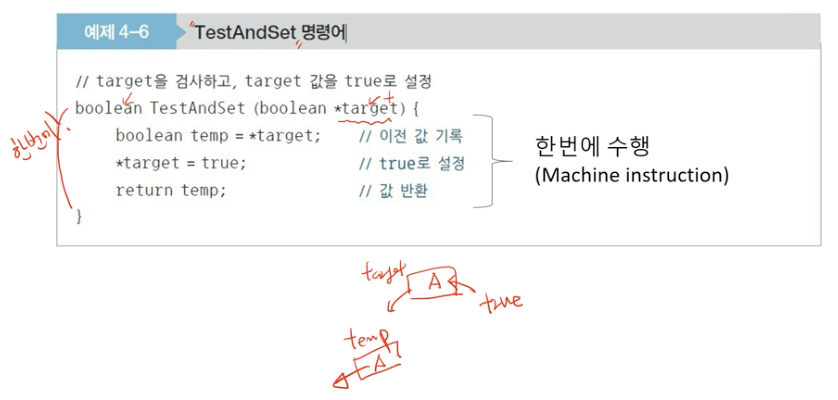 예제 4-6 "TestAndSet" 명령어
// target을 검사하고, target 값을 true로 설정
boolean TestAndSet (boolean *target) {
boolean temp = *target; // 이전 값 기록
*target = true; // true로 설정
return temp; // 값 반환
}
한번에 수행
(Machine instruction)
한번에
target
A
true
temp
A